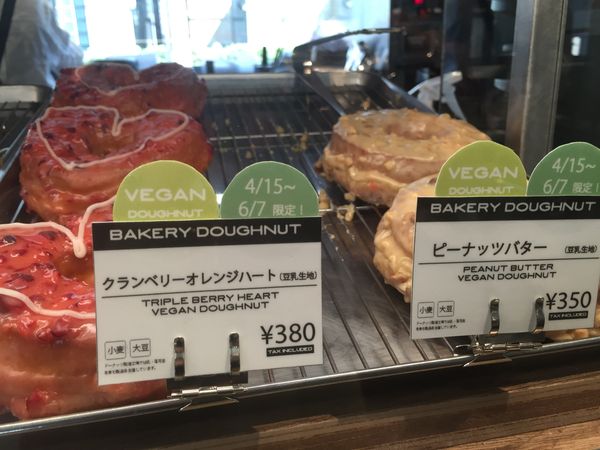 VEGAN
DOUGHNUT
4/15～
6/7 限定！
BAKERY DOUGHNUT
クランベリーオレンジハート（豆乳生地）
TRIPLE BERRY HEART
VEGAN DOUGHNUT
¥380
TAX INCLUDED
小麦 大豆
VEGAN
DOUGHNUT
4/15～
6/7 限定！
BAKERY DOUGHNUT
ピーナッツバター（豆乳生地）
PEANUT BUTTER
VEGAN DOUGHNUT
¥350
TAX INCLUDED
小麦 大豆